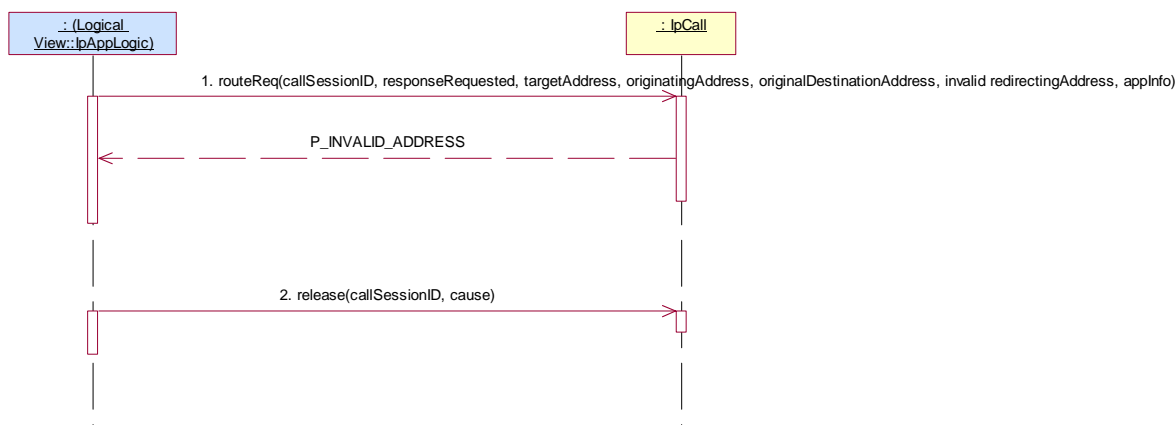 : (Logical
View::IpAppLogic)
: IpCall
1. routeReq(callSessionID, responseRequested, targetAddress, originatingAddress, originalDestinationAddress, invalid redirectingAddress, appInfo)
P_INVALID_ADDRESS
2. release(callSessionID, cause)